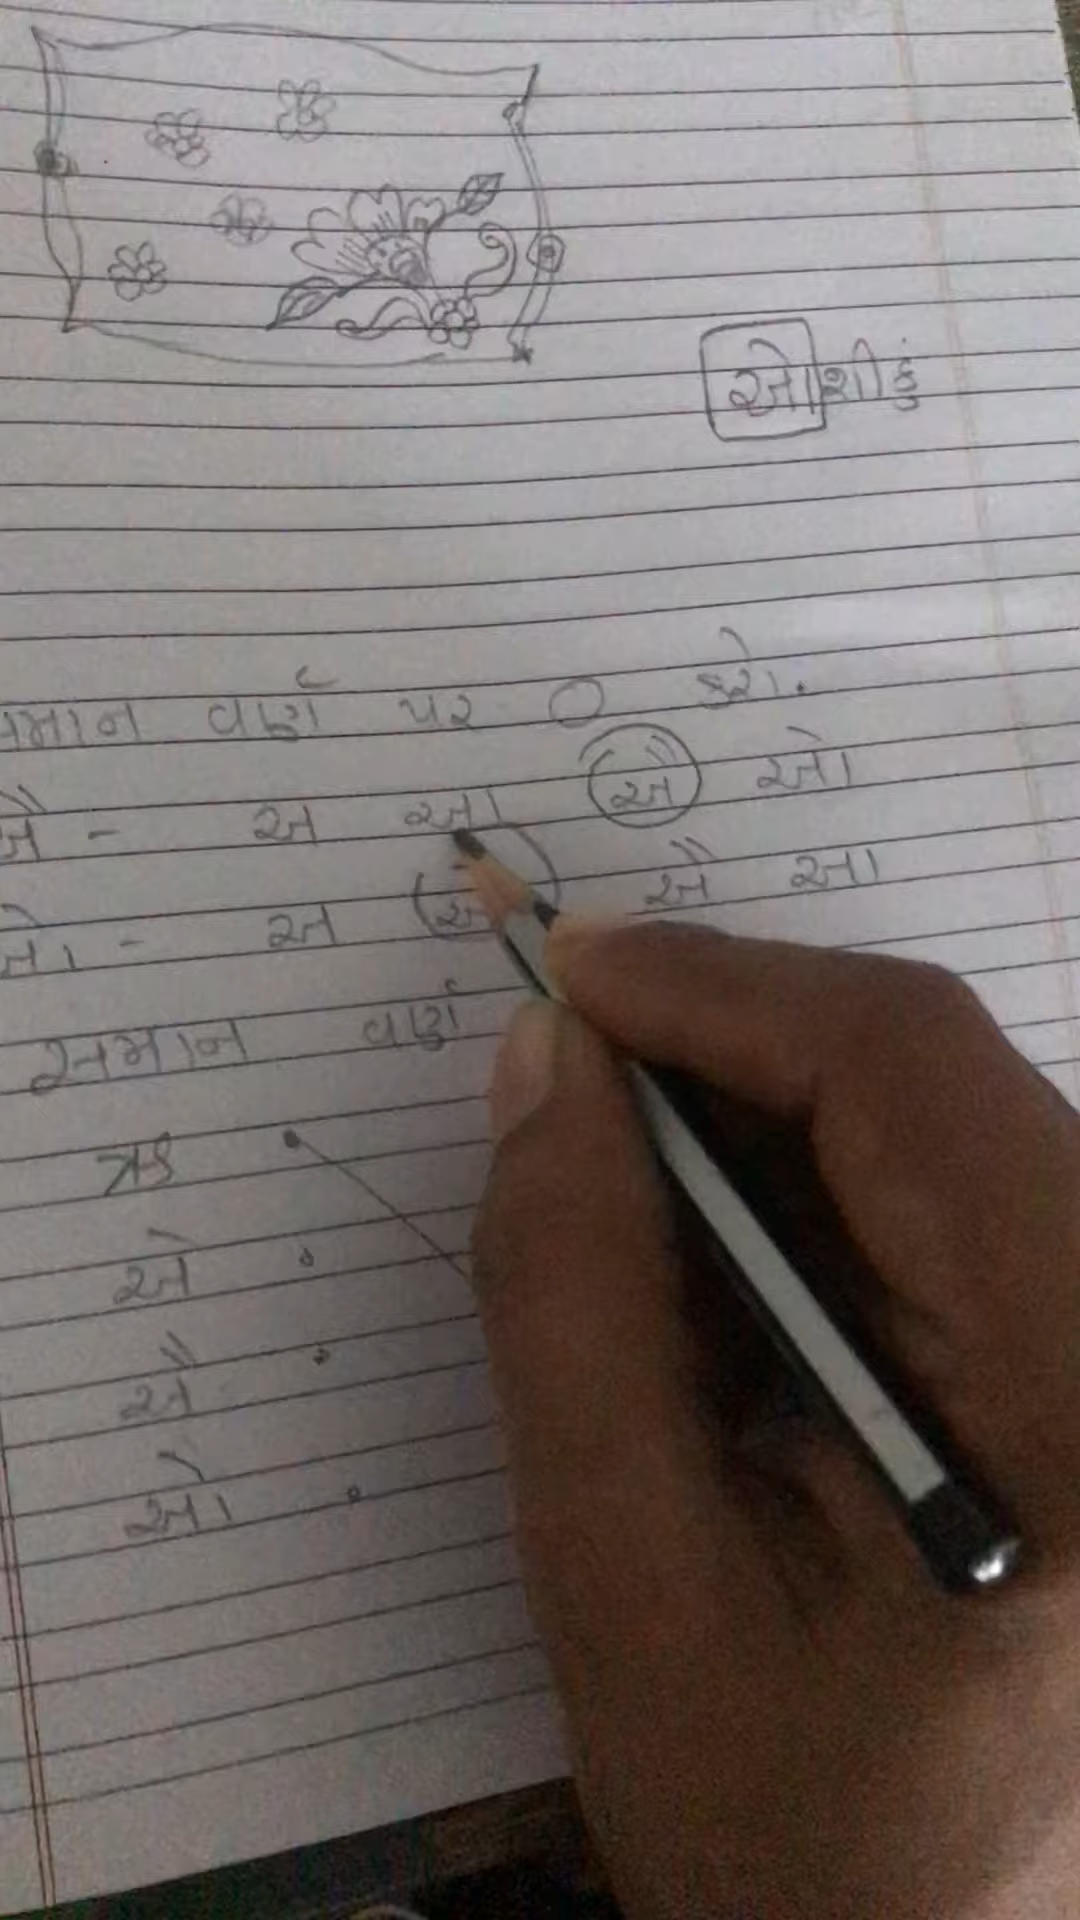 ઓશીકું
સમાન વર્ણ પર ○ કરો.
ઐ - અ આ ઐ ઓ
ઓ - અ ઐ આ
સમાન વર્ણ
ઋ
એ
ઐ
ઓ